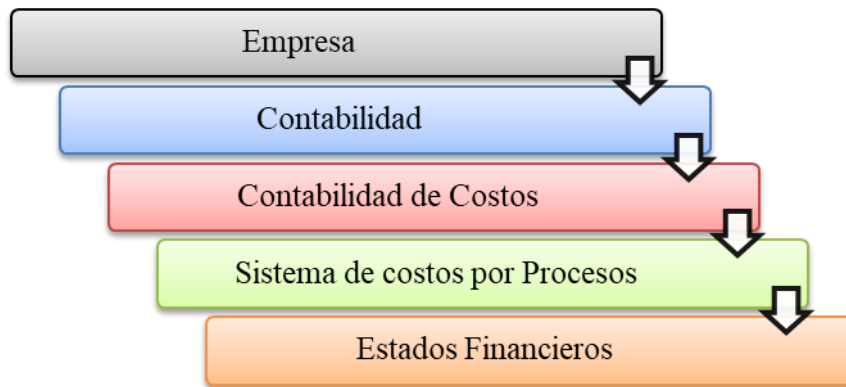 Empresa
Contabilidad
Contabilidad de Costos
Sistema de costos por Procesos
Estados Financieros